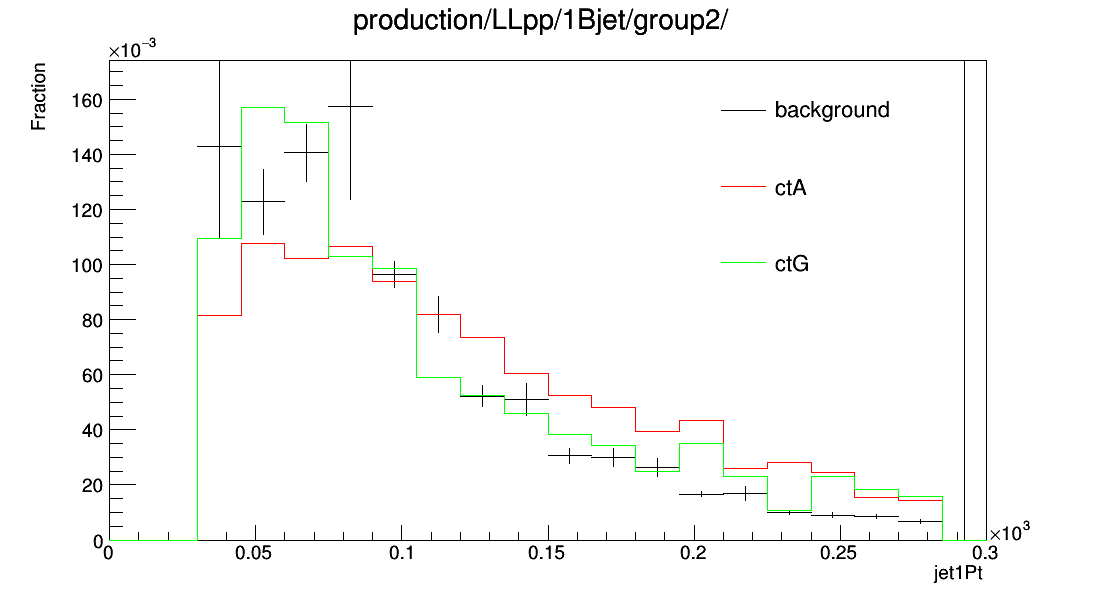 production/LLpp/1Bjet/group2/
×10⁻³
Fraction
160
140
120
100
80
60
40
20
0
background
ctA
ctG
0 0.05 0.1 0.15 0.2 0.25 0.3
×10³
jet1Pt